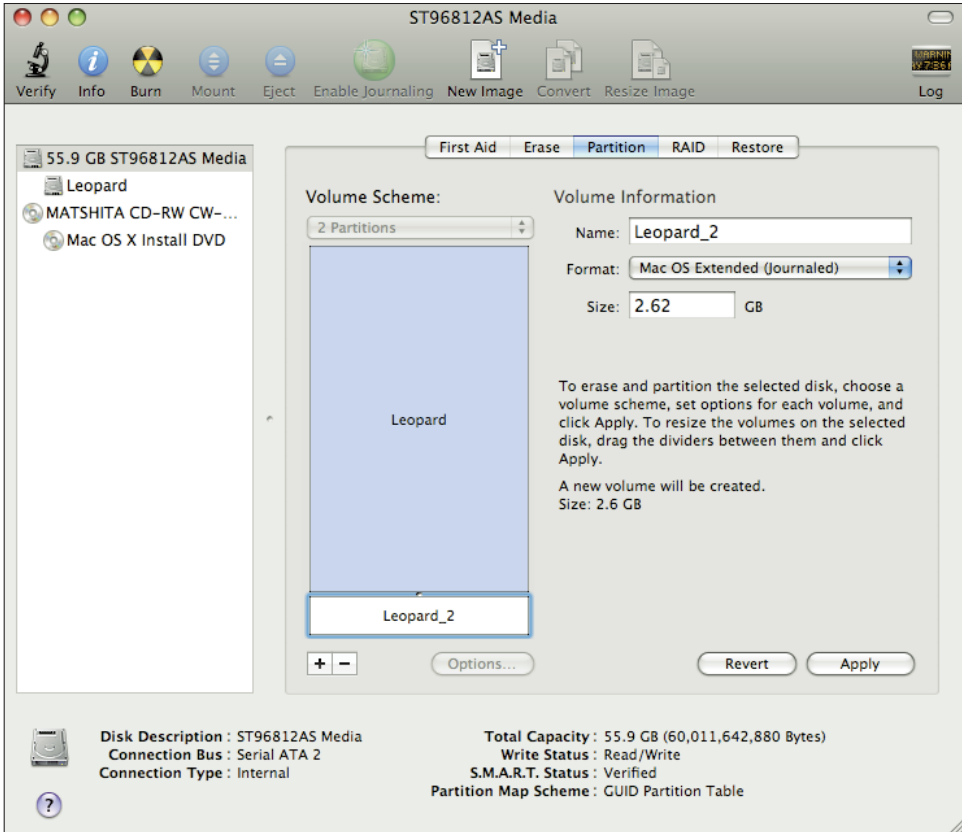 ST96812AS Media
Verify Info Burn Mount Eject Enable Journaling New Image Convert Resize Image Log
First Aid Erase Partition RAID Restore
55.9 GB ST96812AS Media
Leopard
MATSHITA CD-RW CW-...
Mac OS X Install DVD
Volume Scheme:
2 Partitions
Leopard
Leopard_2
+ −
Options...
Volume Information
Name: Leopard_2
Format: Mac OS Extended (Journaled)
Size: 2.62 GB
To erase and partition the selected disk, choose a
volume scheme, set options for each volume, and
click Apply. To resize the volumes on the selected
disk, drag the dividers between them and click
Apply.
A new volume will be created.
Size: 2.6 GB
Revert Apply
Disk Description : ST96812AS Media
Connection Bus : Serial ATA 2
Connection Type : Internal
Total Capacity : 55.9 GB (60,011,642,880 Bytes)
Write Status : Read/Write
S.M.A.R.T. Status : Verified
Partition Map Scheme : GUID Partition Table
?